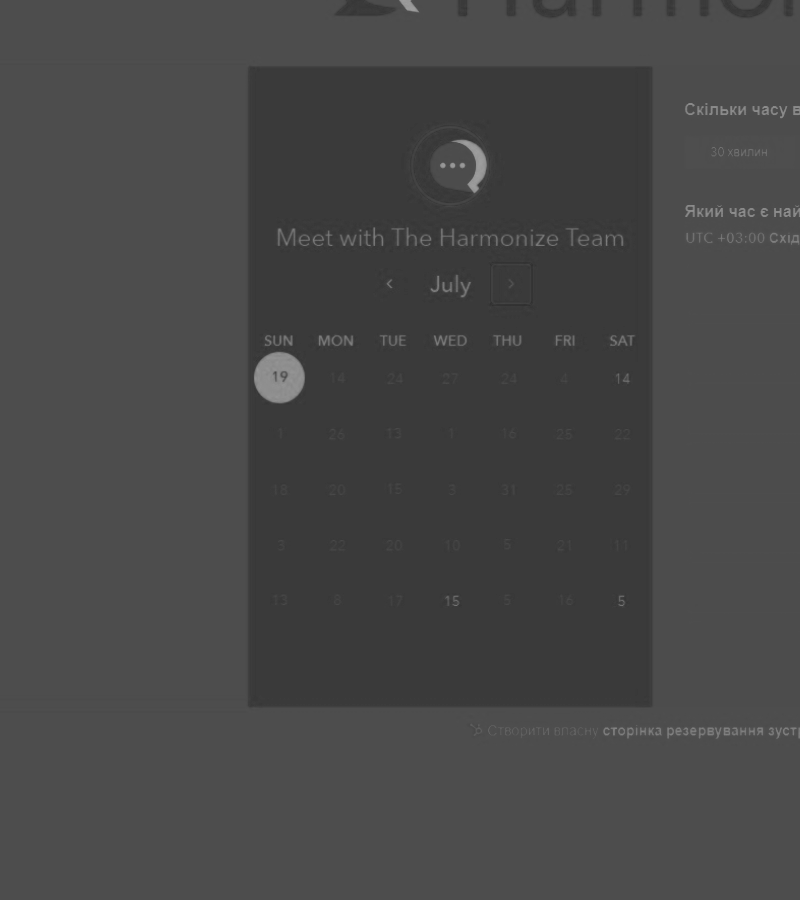 Harmon
Скільки часу в
30 хвилин
Meet with The Harmonize Team
Який час є най
UTC +03:00 Схід
July
SUN MON TUE WED THU FRI SAT
19 14 24 27 24 4 14
1 26 13 1 16 25 22
18 20 15 3 31 25 29
3 22 20 10 5 21 11
13 8 17 15 5 16 5
Створити власну сторінка резервування зустр